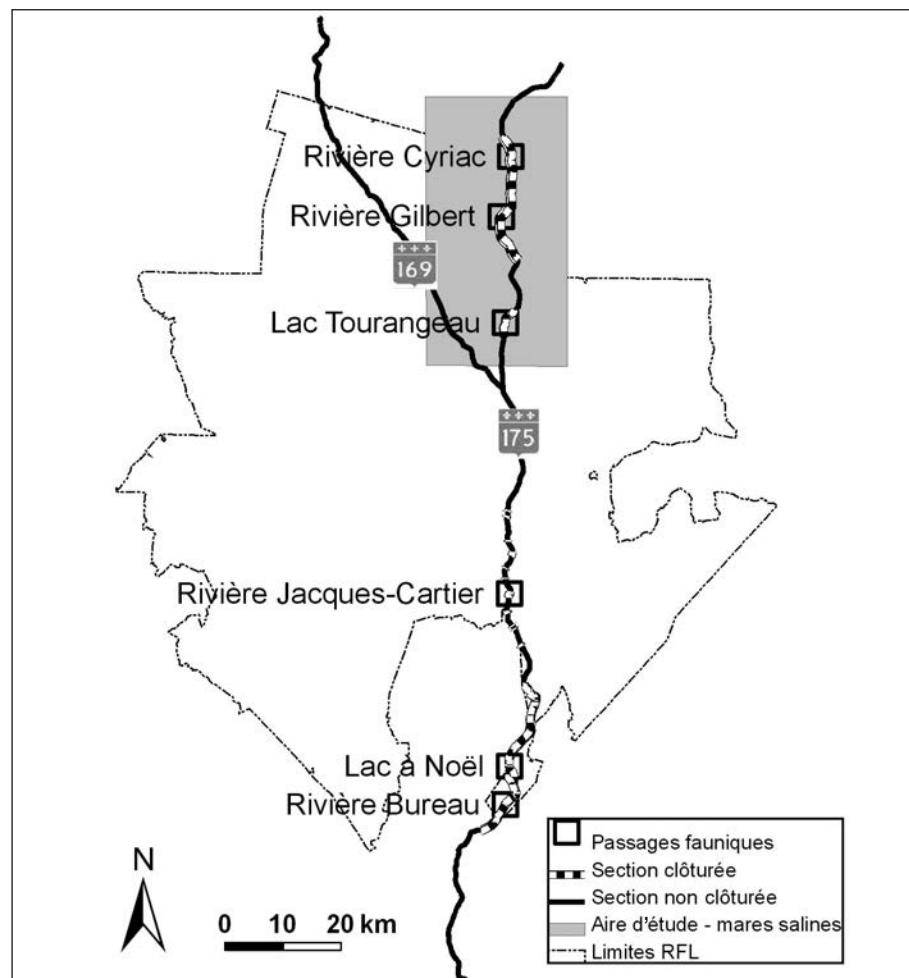 Rivière Cyriac
Rivière Gilbert
169
Lac Tourangeau
175
Rivière Jacques-Cartier
Lac à Noël
Rivière Bureau
N
0 10 20 km
Passages fauniques
Section clôturée
Section non clôturée
Aire d'étude - mares salines
Limites RFL